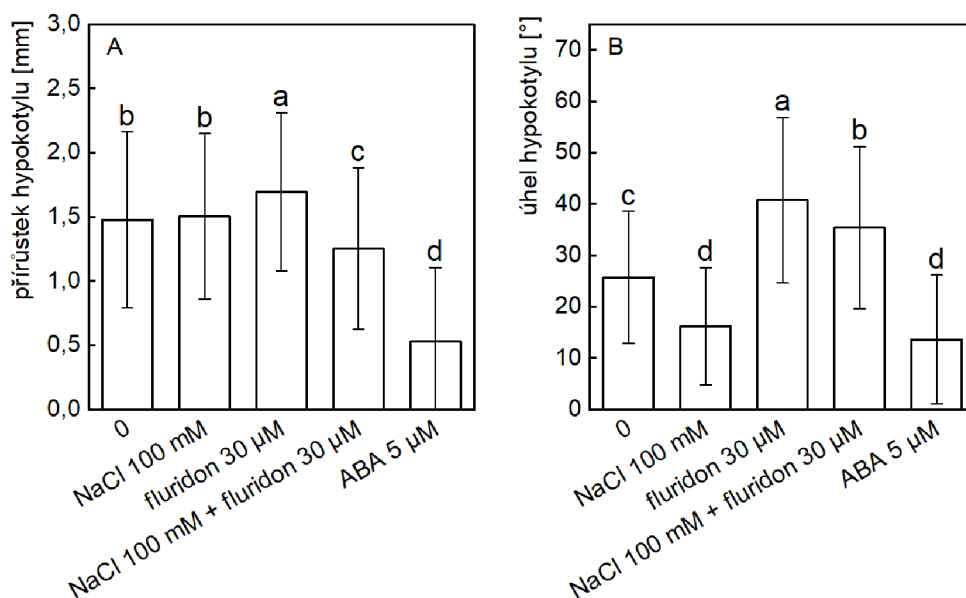 A
přírůstek hypokotylu [mm]
3,0
2,5
2,0
1,5
1,0
0,5
0,0
b
b
a
c
d
0
NaCl 100 mM
fluridon 30 µM
NaCl 100 mM + fluridon 30 µM
ABA 5 µM
B
úhel hypokotylu [°]
70
60
50
40
30
20
10
0
c
d
a
b
d
0
NaCl 100 mM
fluridon 30 µM
NaCl 100 mM + fluridon 30 µM
ABA 5 µM